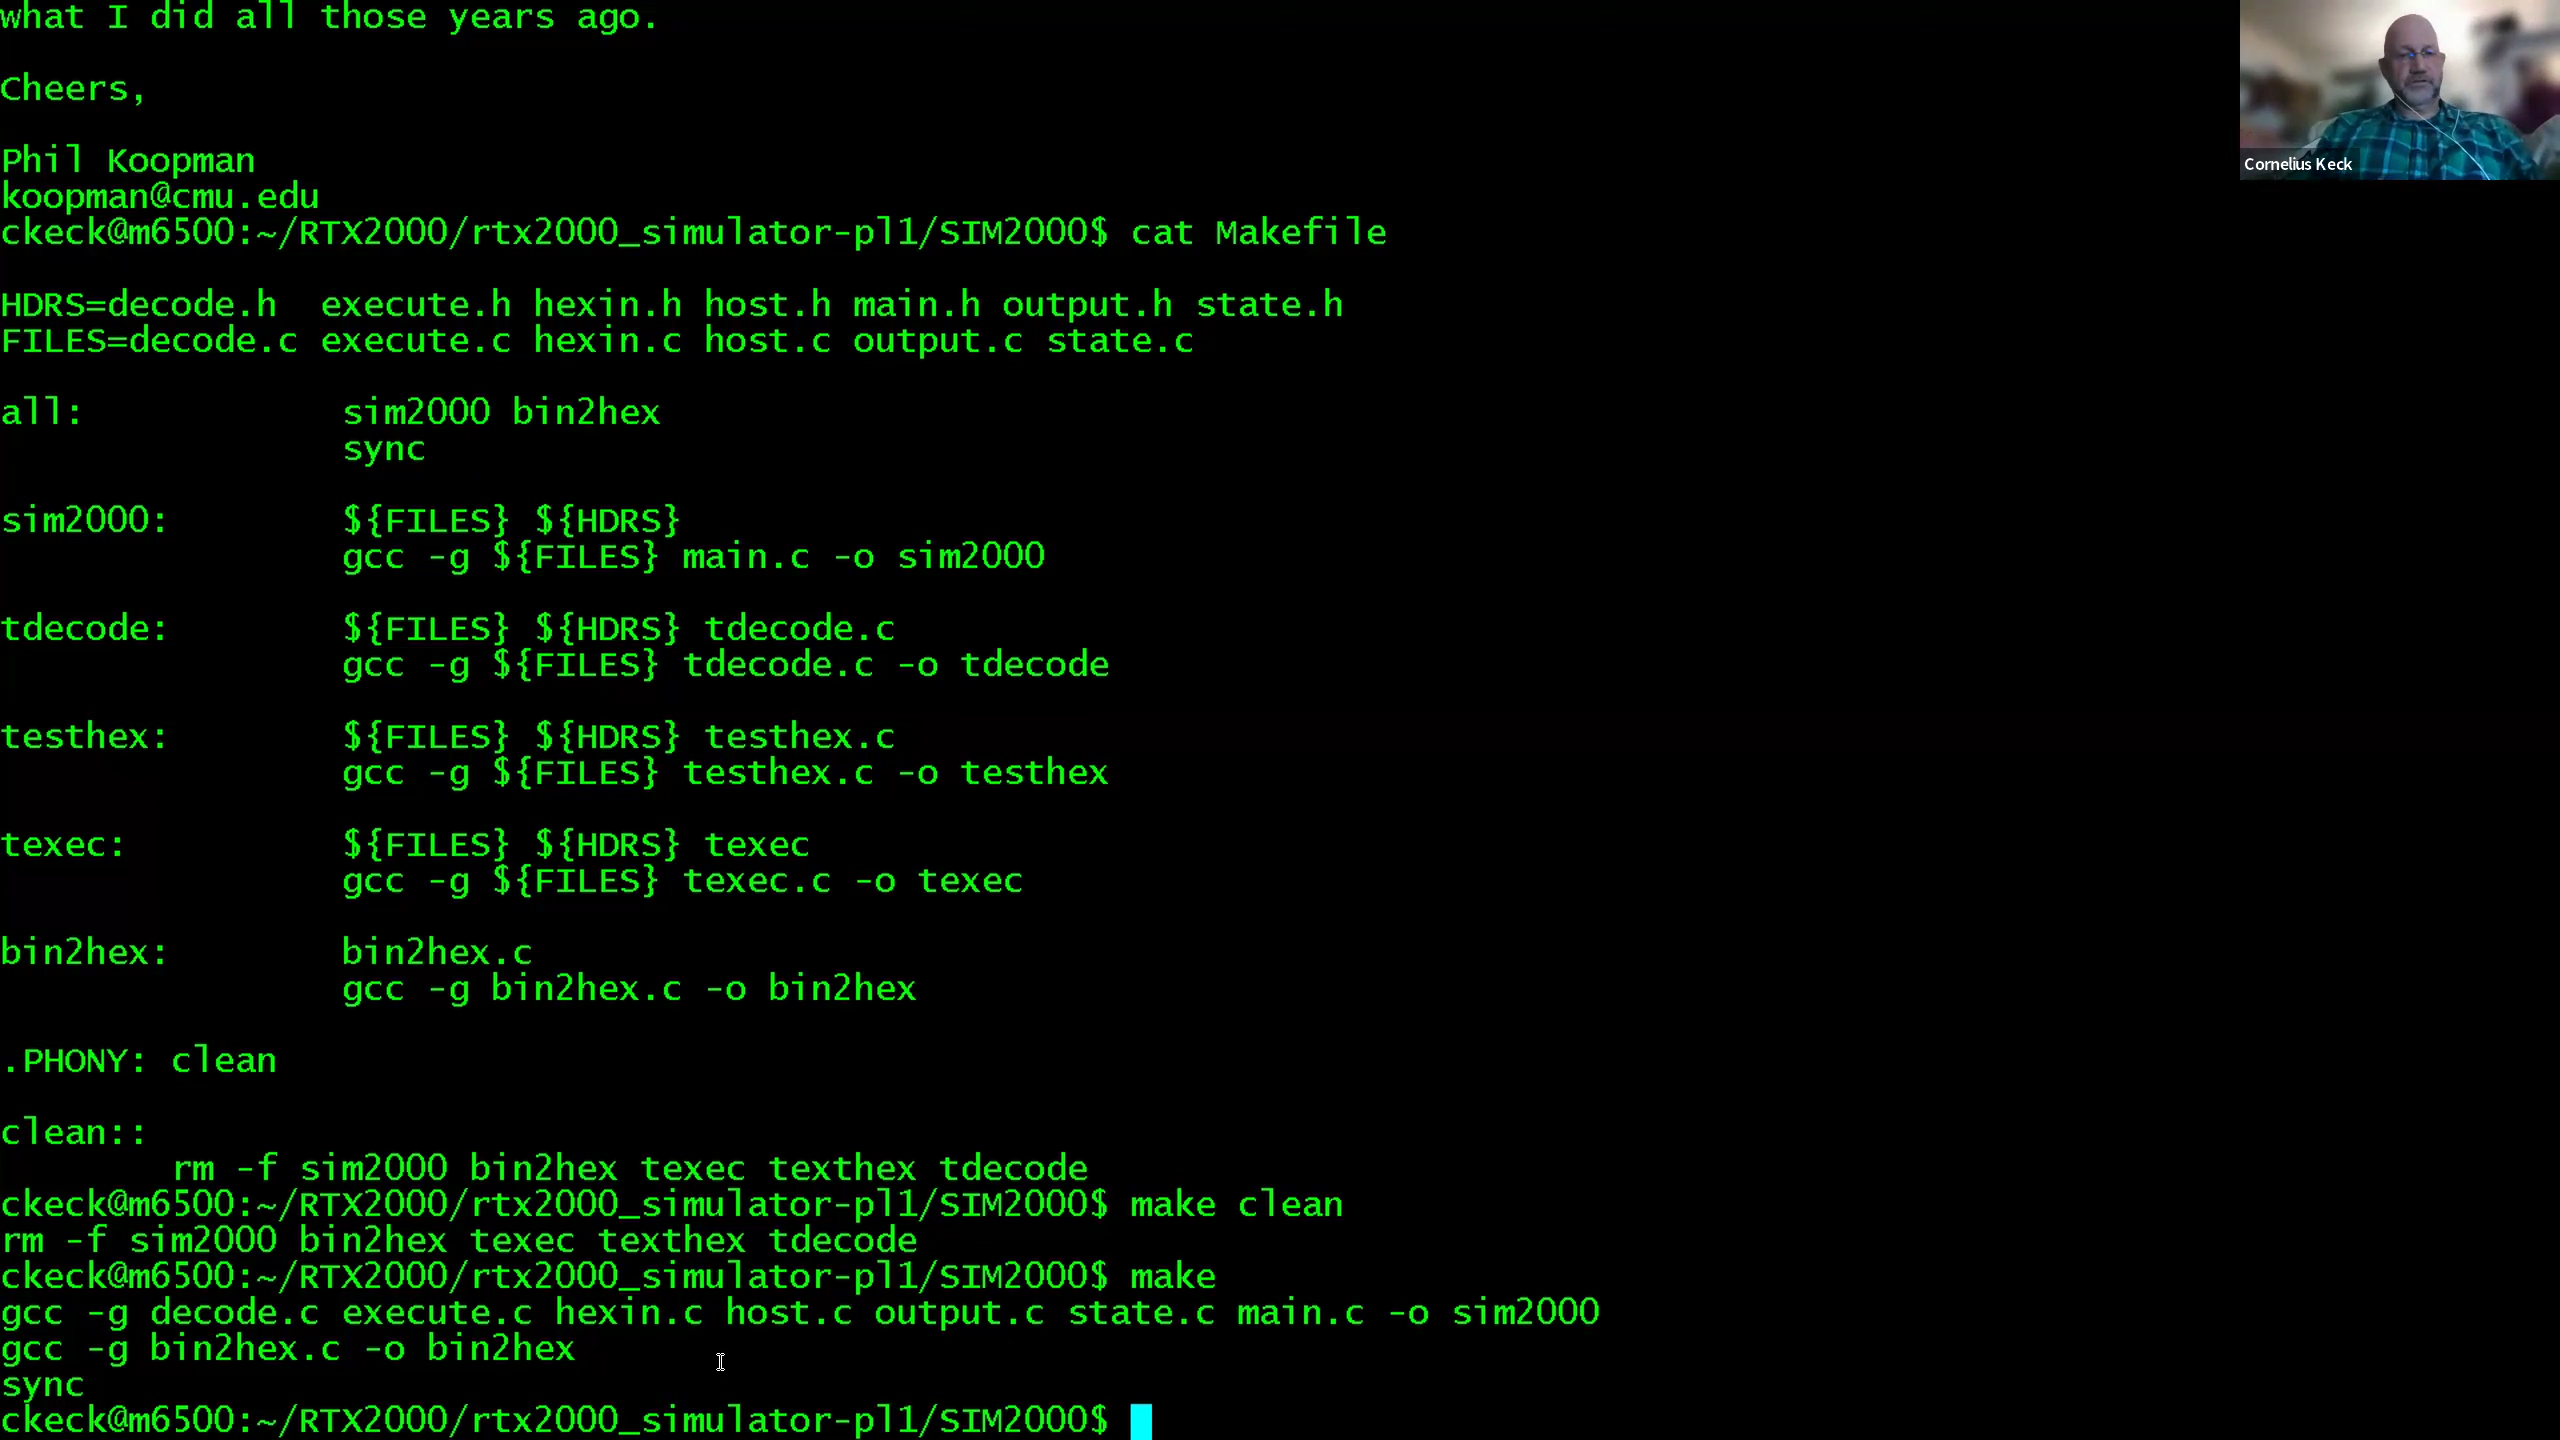 what I did all those years ago.
Cheers,
Phil Koopman
koopman@cmu.edu
ckeck@m6500:~/RTX2000/rtx2000_simulator-pl1/SIM2000$ cat Makefile
HDRS=decode.h  execute.h hexin.h host.h main.h output.h state.h
FILES=decode.c execute.c hexin.c host.c output.c state.c
all:            sim2000 bin2hex
                sync
sim2000:        ${FILES} ${HDRS}
                gcc -g ${FILES} main.c -o sim2000
tdecode:        ${FILES} ${HDRS} tdecode.c
                gcc -g ${FILES} tdecode.c -o tdecode
testhex:        ${FILES} ${HDRS} testhex.c
                gcc -g ${FILES} testhex.c -o testhex
texec:          ${FILES} ${HDRS} texec
                gcc -g ${FILES} texec.c -o texec
bin2hex:        bin2hex.c
                gcc -g bin2hex.c -o bin2hex
.PHONY: clean
clean::
        rm -f sim2000 bin2hex texec texthex tdecode
ckeck@m6500:~/RTX2000/rtx2000_simulator-pl1/SIM2000$ make clean
rm -f sim2000 bin2hex texec texthex tdecode
ckeck@m6500:~/RTX2000/rtx2000_simulator-pl1/SIM2000$ make
gcc -g decode.c execute.c hexin.c host.c output.c state.c main.c -o sim2000
gcc -g bin2hex.c -o bin2hex
sync
ckeck@m6500:~/RTX2000/rtx2000_simulator-pl1/SIM2000$
Cornelius Keck